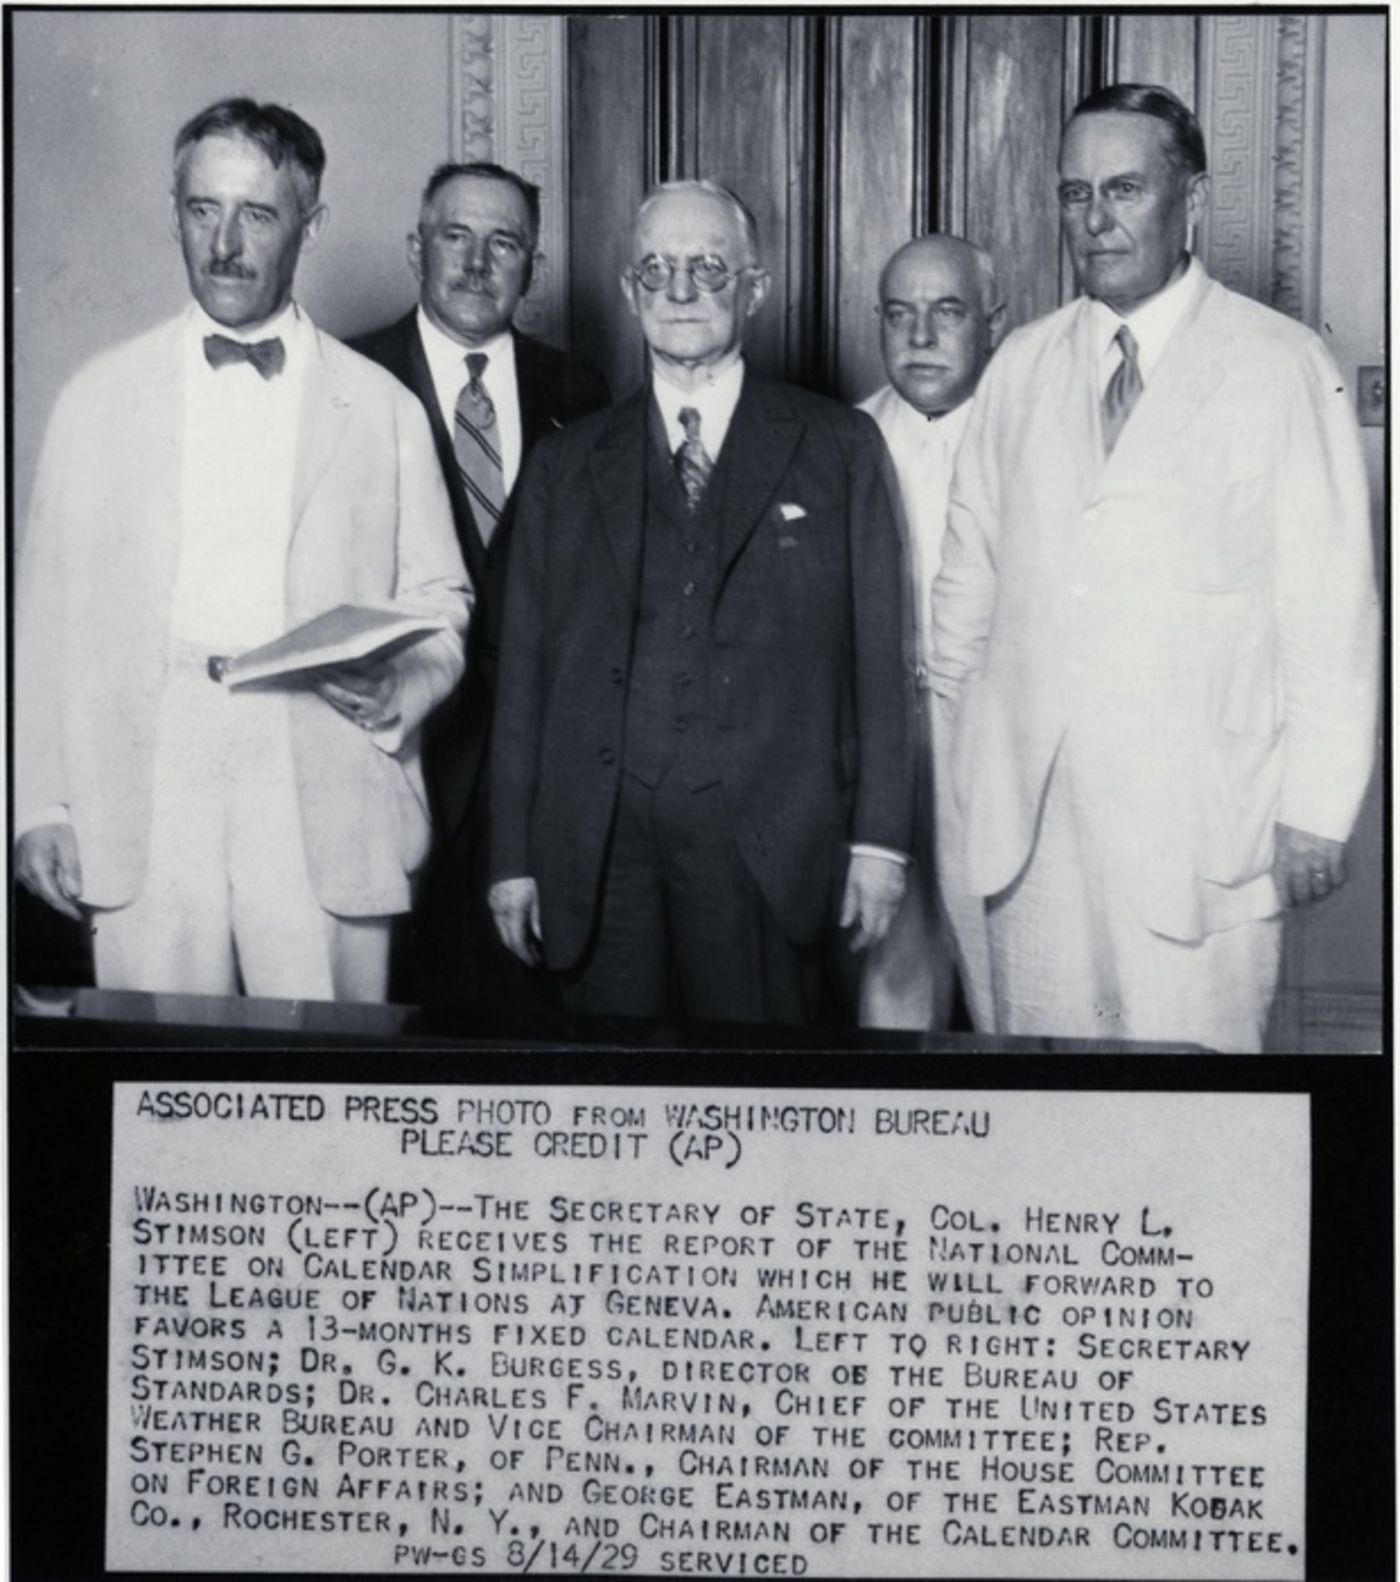 ASSOCIATED PRESS PHOTO FROM WASHINGTON BUREAU
PLEASE CREDIT (AP)
WASHINGTON--(AP)--THE SECRETARY OF STATE, COL. HENRY L.
STIMSON (LEFT) RECEIVES THE REPORT OF THE NATIONAL COMM-
ITTEE ON CALENDAR SIMPLIFICATION WHICH HE WILL FORWARD TO
THE LEAGUE OF NATIONS AT GENEVA. AMERICAN PUBLIC OPINION
FAVORS A 13-MONTHS FIXED CALENDAR. LEFT TO RIGHT: SECRETARY
STIMSON; DR. G. K. BURGESS, DIRECTOR OF THE BUREAU OF
STANDARDS; DR. CHARLES F. MARVIN, CHIEF OF THE UNITED STATES
WEATHER BUREAU AND VICE CHAIRMAN OF THE COMMITTEE; REP.
STEPHEN G. PORTER, OF PENN., CHAIRMAN OF THE HOUSE COMMITTEE
ON FOREIGN AFFAIRS; AND GEORGE EASTMAN, OF THE EASTMAN KODAK
CO., ROCHESTER, N. Y., AND CHAIRMAN OF THE CALENDAR COMMITTEE.
PW-GS 8/14/29 SERVICED